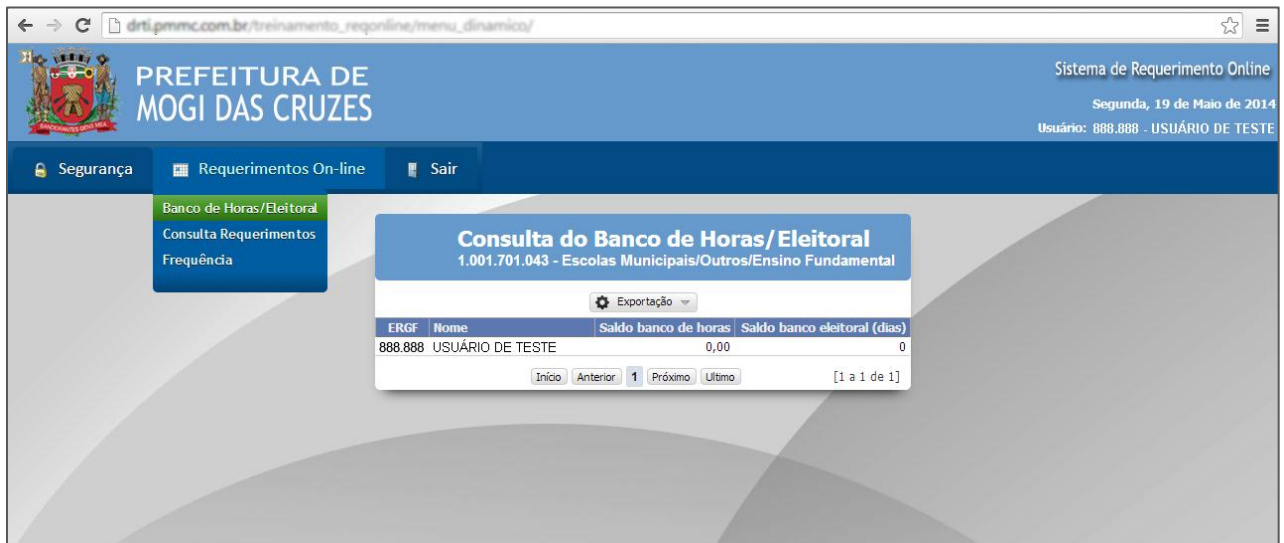 drti.pmmc.com.br/treinamento_reqonline/menu_dinamico/
PREFEITURA DE
MOGI DAS CRUZES
Sistema de Requerimento Online
Segunda, 19 de Maio de 2014
Usuário: 888.888 - USUÁRIO DE TESTE
Segurança Requerimentos On-line Sair
Banco de Horas/Eleitoral
Consulta Requerimentos
Frequência
Consulta do Banco de Horas/Eleitoral
1.001.701.043 - Escolas Municipais/Outros/Ensino Fundamental
Exportação
ERGF Nome Saldo banco de horas Saldo banco eleitoral (dias)
888.888 USUÁRIO DE TESTE 0,00 0
Início Anterior 1 Próximo Ultimo [1 a 1 de 1]